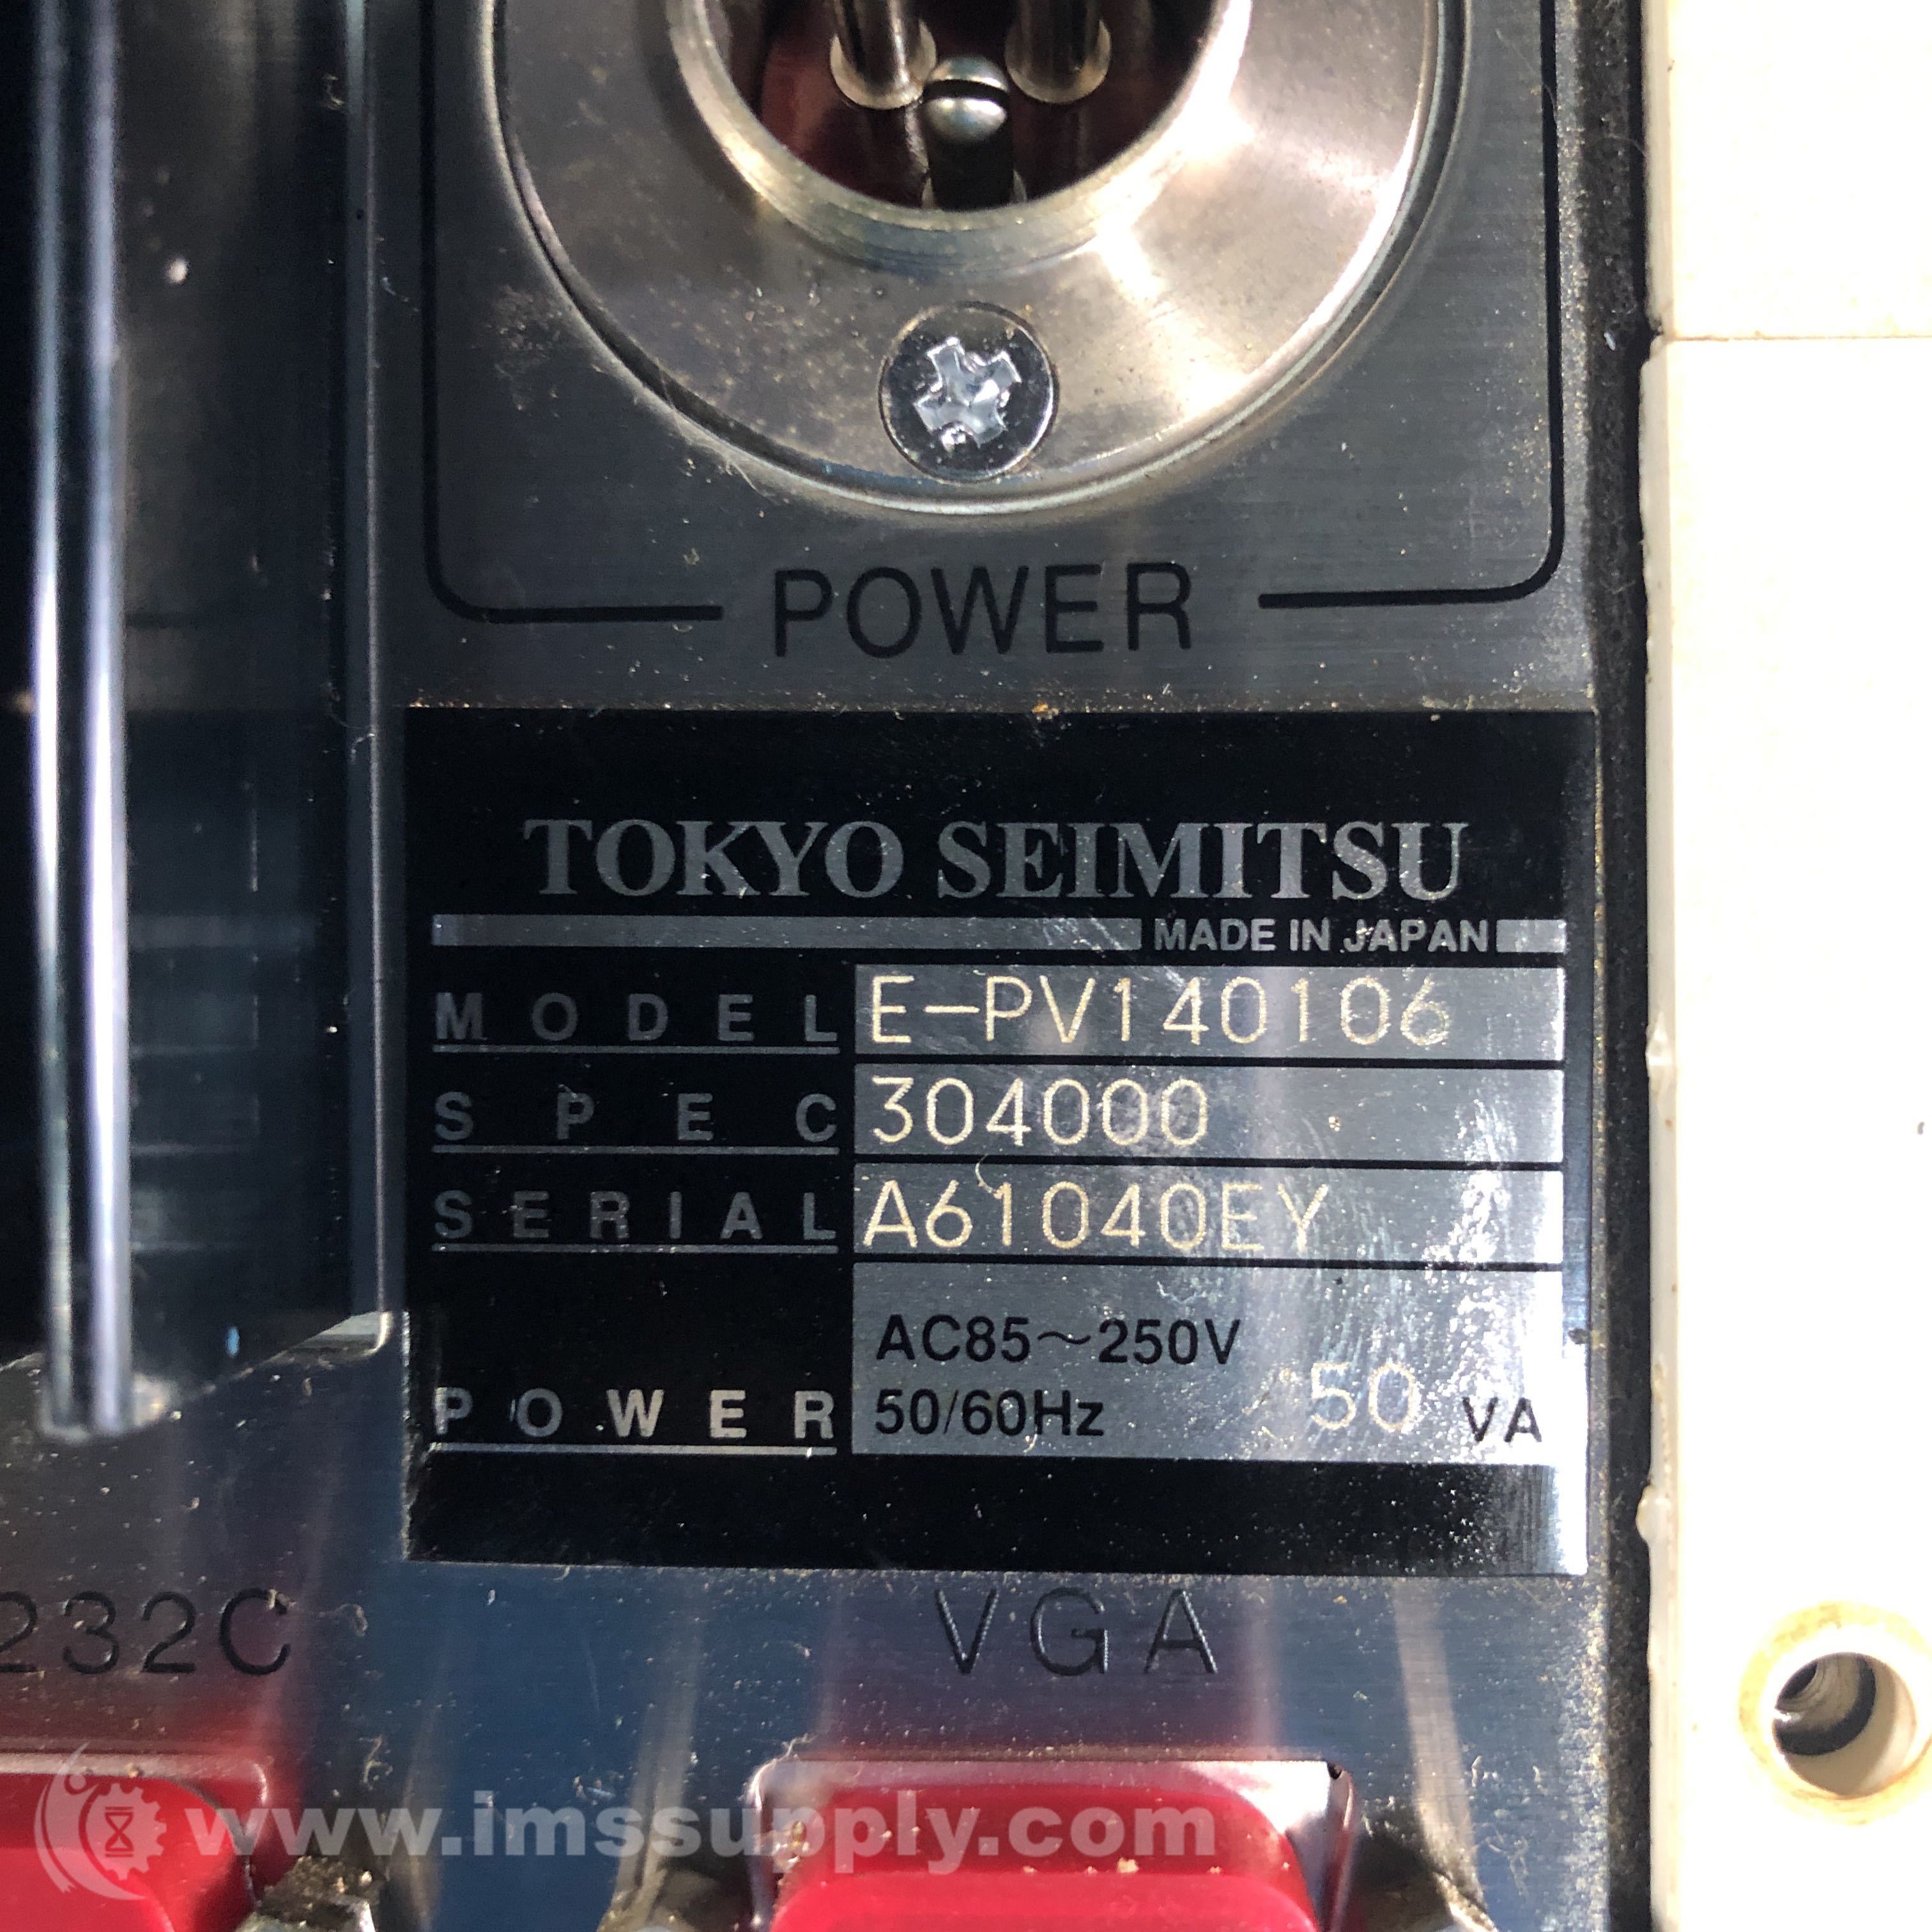 POWER
TOKYO SEIMITSU
MADE IN JAPAN
MODEL E-PV140106
SPEC 304000
SERIAL A61040EY
AC85~250V
POWER 50/60Hz 50 VA
232C VGA
www.imssupply.com